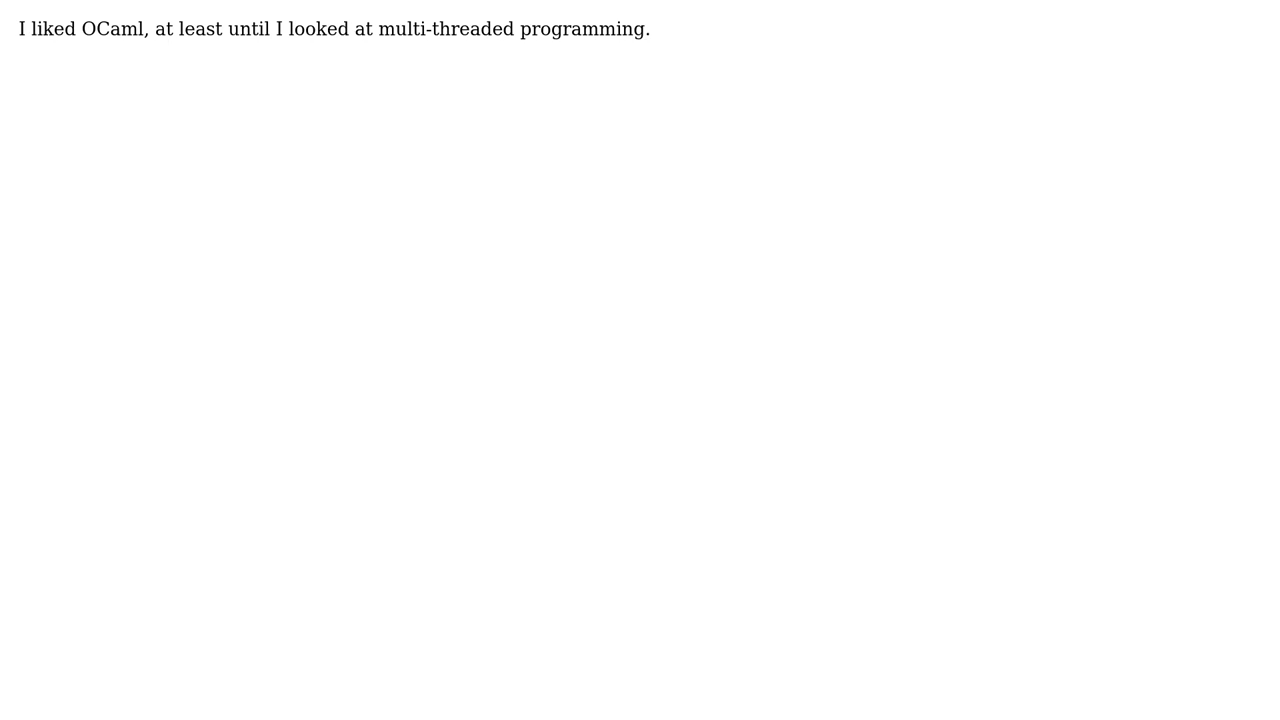 I liked OCaml, at least until I looked at multi-threaded programming.